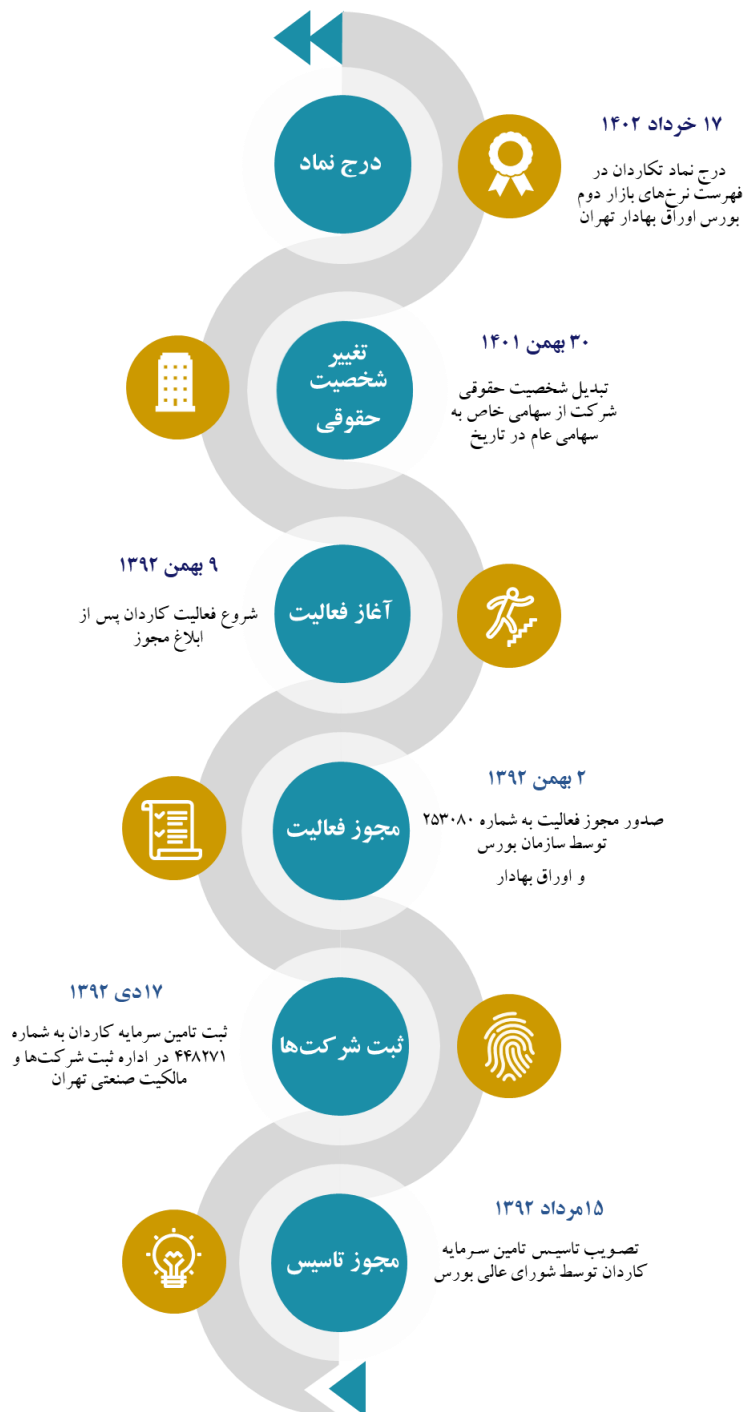 ۱۷ خرداد ۱۴۰۲
درج نماد
درج نماد تکاردان در
فهرست نرخ‌های بازار دوم
بورس اوراق بهادار تهران
۳۰ بهمن ۱۴۰۱
تغییر
شخصیت
حقوقی
تبدیل شخصیت حقوقی
شرکت از سهامی خاص به
سهامی عام در تاریخ
۹ بهمن ۱۳۹۲
آغاز فعالیت
شروع فعالیت کاردان پس از
ابلاغ مجوز
۲ بهمن ۱۳۹۲
مجوز فعالیت
صدور مجوز فعالیت به شماره ۲۵۳۰۸۰
توسط سازمان بورس
و اوراق بهادار
۱۷دی ۱۳۹۲
ثبت شرکت‌ها
ثبت تامین سرمایه کاردان به شماره
۴۴۸۲۷۱ در اداره ثبت شرکت‌ها و
مالکیت صنعتی تهران
۱۵مرداد ۱۳۹۲
مجوز تاسیس
تصویب تاسیس تامین سرمایه
کاردان توسط شورای عالی بورس